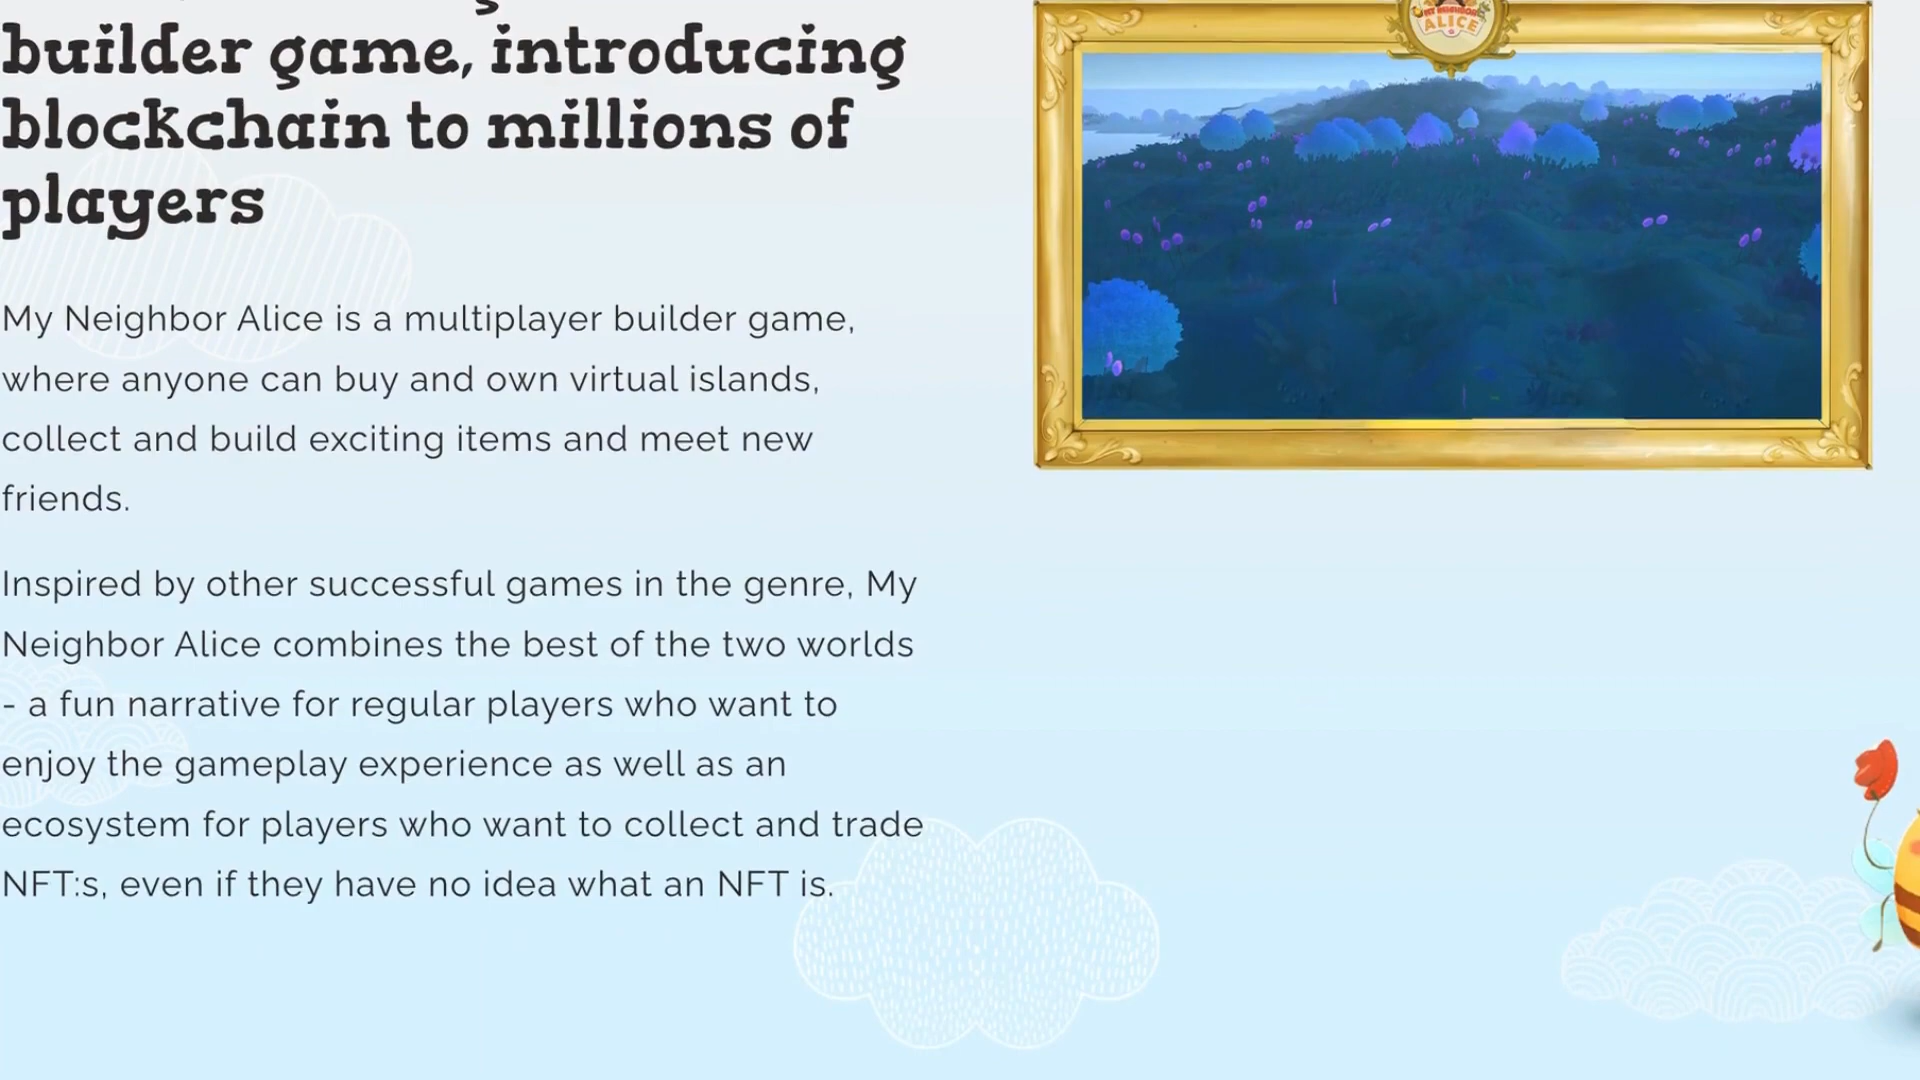 builder game, introducing
blockchain to millions of
players
MY NEIGHBOR
ALICE
My Neighbor Alice is a multiplayer builder game,
where anyone can buy and own virtual islands,
collect and build exciting items and meet new
friends.
Inspired by other successful games in the genre, My
Neighbor Alice combines the best of the two worlds
- a fun narrative for regular players who want to
enjoy the gameplay experience as well as an
ecosystem for players who want to collect and trade
NFT:s, even if they have no idea what an NFT is.